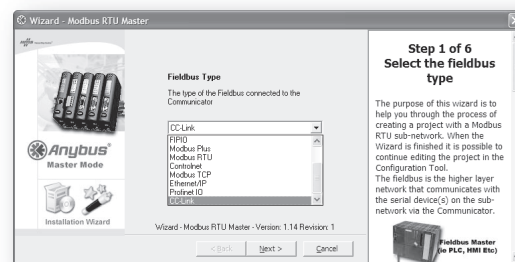 Wizard - Modbus RTU Master
Anybus®
Master Mode
Installation Wizard
Fieldbus Type
The type of the Fieldbus connected to the
Communicator
CC-Link
FIPIO
Modbus Plus
Modbus RTU
Controlnet
Modbus TCP
Ethernet/IP
Profinet IO
CC-Link
Wizard - Modbus RTU Master - Version: 1.14 Revision: 1
< Back
Next >
Cancel
Step 1 of 6
Select the fieldbus
type
The purpose of this wizard is to
help you through the process of
creating a project with a Modbus
RTU sub-network. When the
Wizard is finished it is possible to
continue editing the project in the
Configuration Tool.
The fieldbus is the higher layer
network that communicates with
the serial device(s) on the sub-
network via the Communicator.
Fieldbus Master
(ie PLC, HMI Etc)